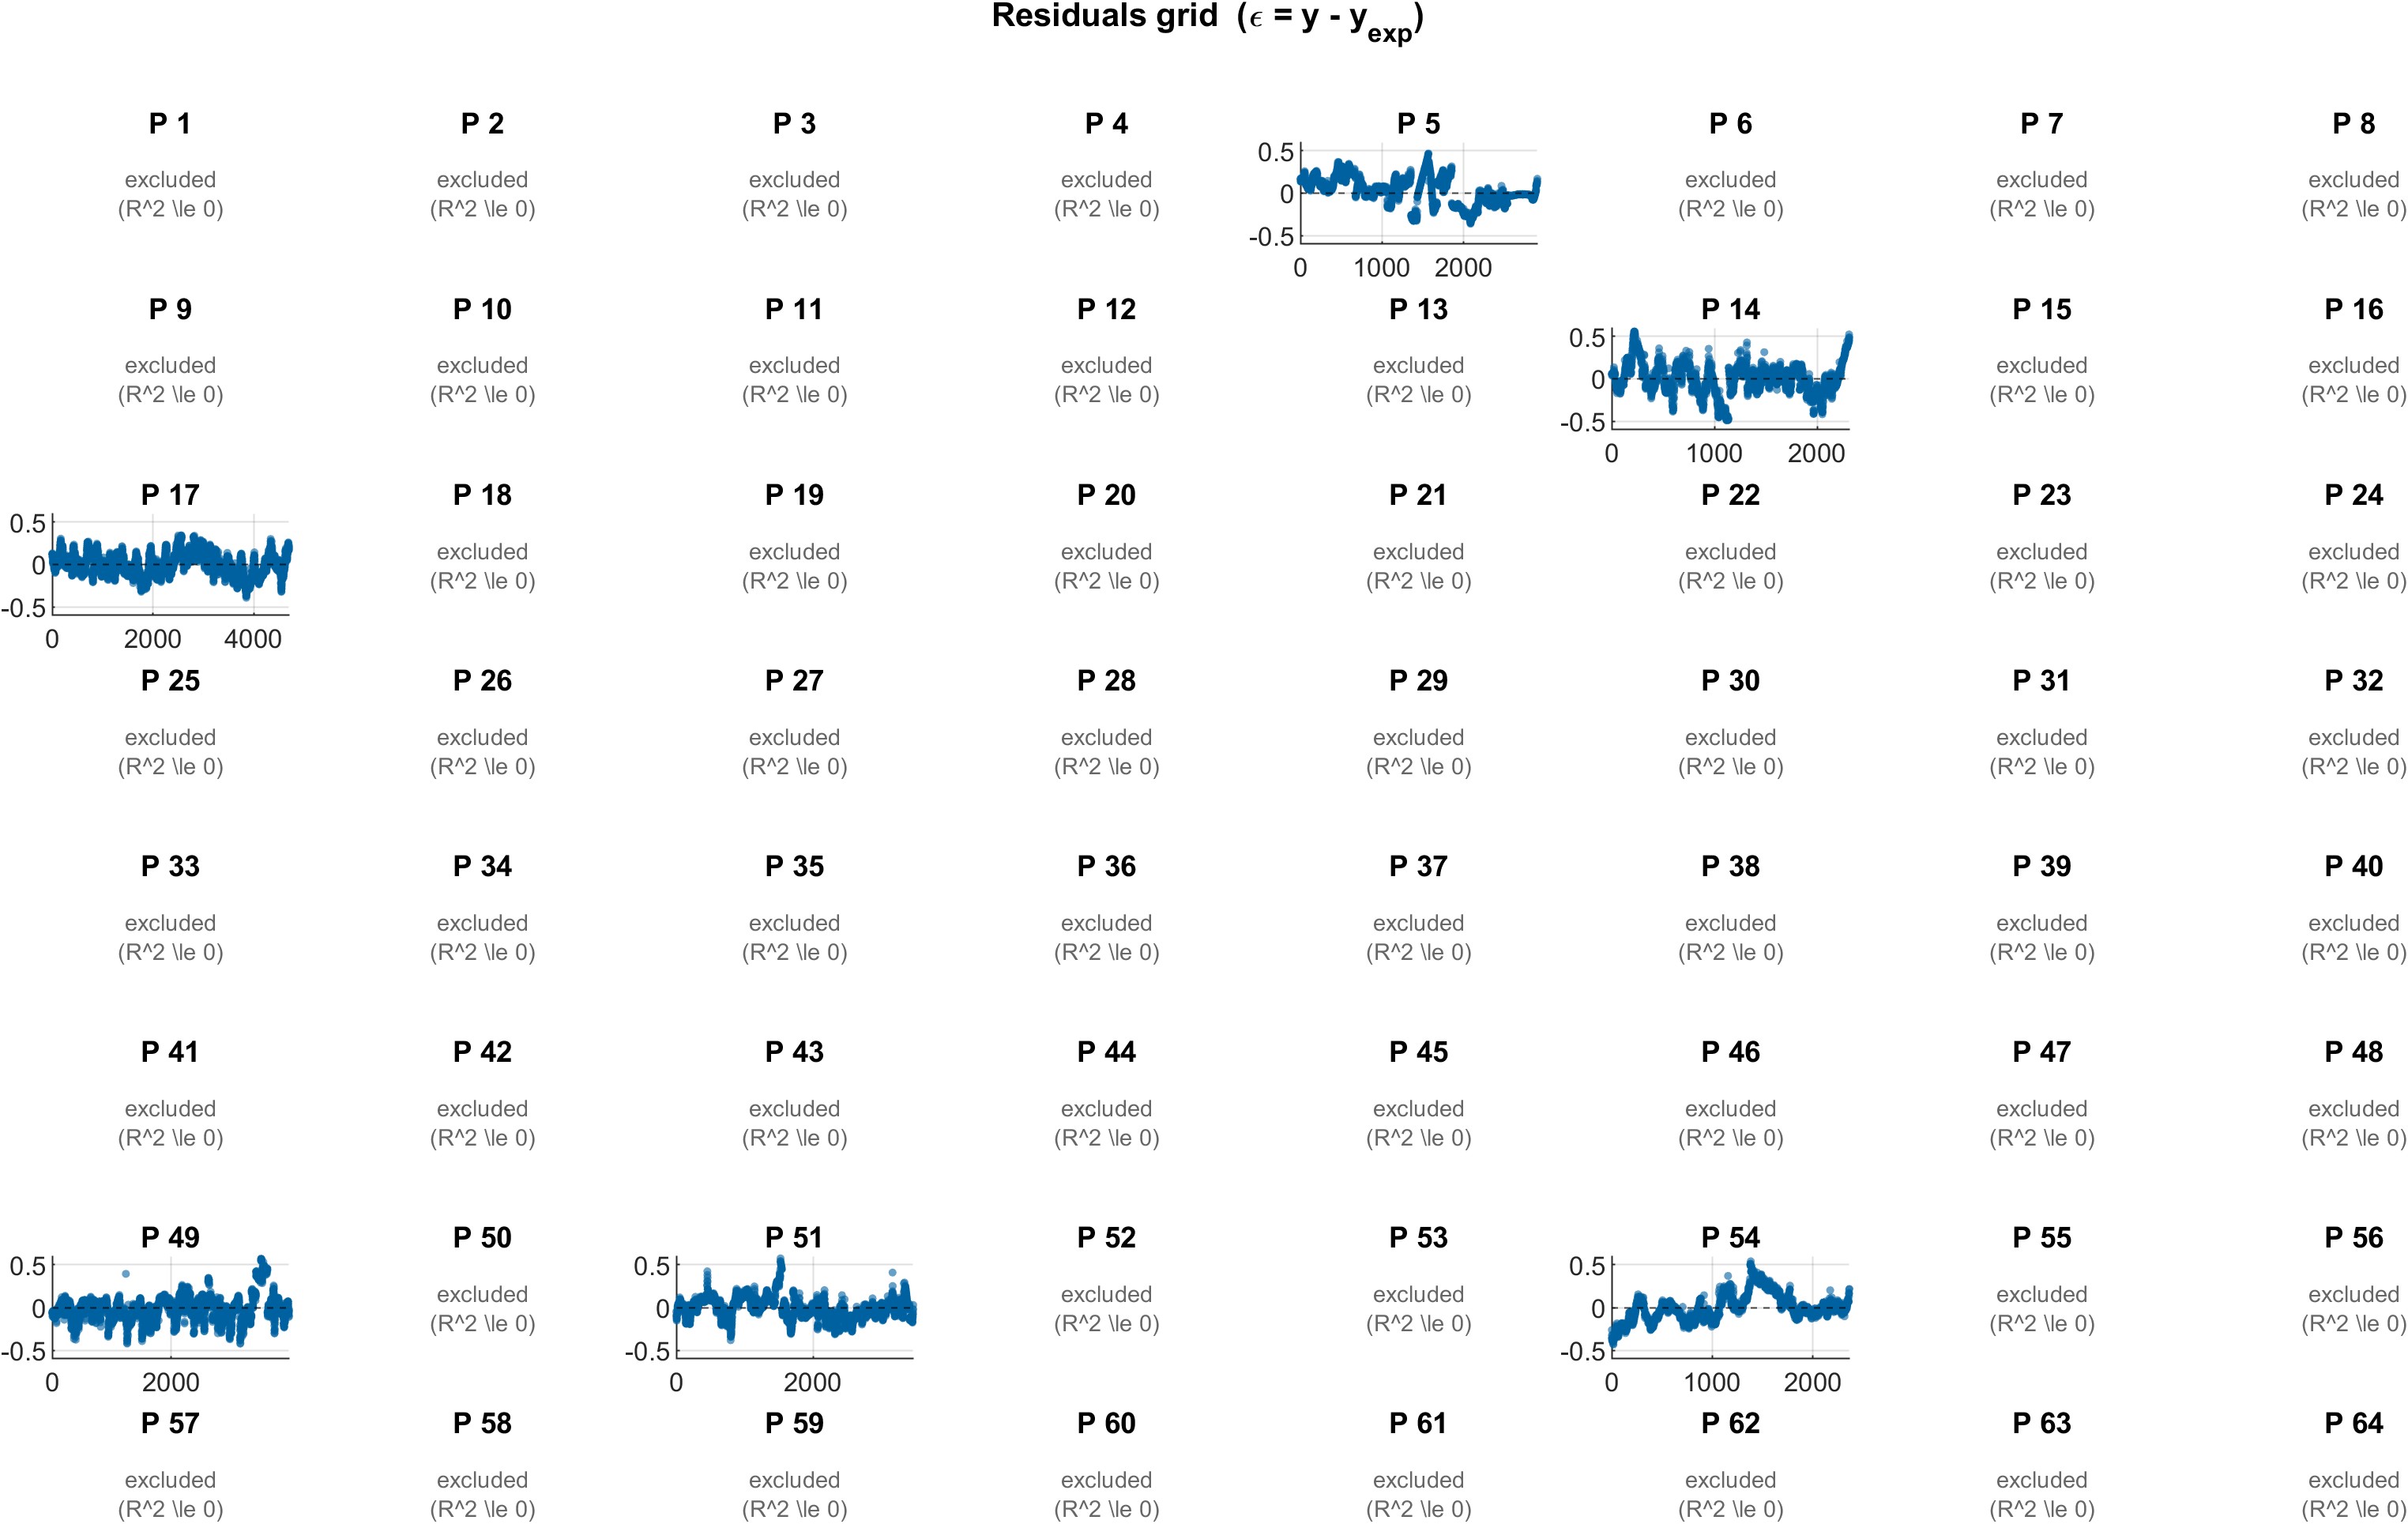 Residuals grid (ϵ = y - y_exp)
P 1 P 2 P 3 P 4 P 5 P 6 P 7 P 8
excluded excluded excluded excluded 0.5 excluded excluded excluded
(R^2 \le 0) (R^2 \le 0) (R^2 \le 0) (R^2 \le 0) 0 (R^2 \le 0) (R^2 \le 0) (R^2 \le 0)
-0.5
0 1000 2000
P 9 P 10 P 11 P 12 P 13 P 14 P 15 P 16
excluded excluded excluded excluded excluded 0.5 excluded excluded
(R^2 \le 0) (R^2 \le 0) (R^2 \le 0) (R^2 \le 0) (R^2 \le 0) 0 (R^2 \le 0) (R^2 \le 0)
-0.5
0 1000 2000
P 17 P 18 P 19 P 20 P 21 P 22 P 23 P 24
0.5 excluded excluded excluded excluded excluded excluded excluded
0 (R^2 \le 0) (R^2 \le 0) (R^2 \le 0) (R^2 \le 0) (R^2 \le 0) (R^2 \le 0) (R^2 \le 0)
-0.5
0 2000 4000
P 25 P 26 P 27 P 28 P 29 P 30 P 31 P 32
excluded excluded excluded excluded excluded excluded excluded excluded
(R^2 \le 0) (R^2 \le 0) (R^2 \le 0) (R^2 \le 0) (R^2 \le 0) (R^2 \le 0) (R^2 \le 0) (R^2 \le 0)
P 33 P 34 P 35 P 36 P 37 P 38 P 39 P 40
excluded excluded excluded excluded excluded excluded excluded excluded
(R^2 \le 0) (R^2 \le 0) (R^2 \le 0) (R^2 \le 0) (R^2 \le 0) (R^2 \le 0) (R^2 \le 0) (R^2 \le 0)
P 41 P 42 P 43 P 44 P 45 P 46 P 47 P 48
excluded excluded excluded excluded excluded excluded excluded excluded
(R^2 \le 0) (R^2 \le 0) (R^2 \le 0) (R^2 \le 0) (R^2 \le 0) (R^2 \le 0) (R^2 \le 0) (R^2 \le 0)
P 49 P 50 P 51 P 52 P 53 P 54 P 55 P 56
0.5 excluded 0.5 excluded excluded 0.5 excluded excluded
0 (R^2 \le 0) 0 (R^2 \le 0) (R^2 \le 0) 0 (R^2 \le 0) (R^2 \le 0)
-0.5 -0.5 -0.5
0 2000 0 2000 0 1000 2000
P 57 P 58 P 59 P 60 P 61 P 62 P 63 P 64
excluded excluded excluded excluded excluded excluded excluded excluded
(R^2 \le 0) (R^2 \le 0) (R^2 \le 0) (R^2 \le 0) (R^2 \le 0) (R^2 \le 0) (R^2 \le 0) (R^2 \le 0)